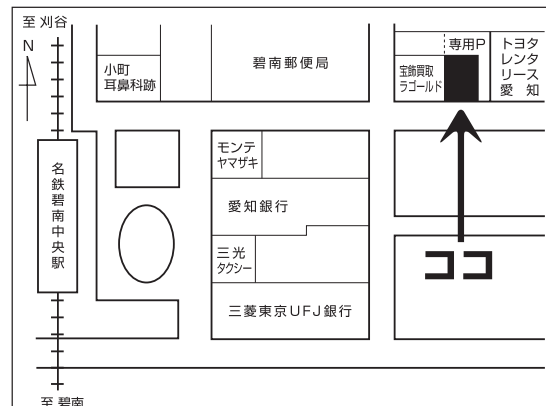 至 刈谷
N
小町
耳鼻科跡
碧南郵便局
専用P
宝飾買取
ラゴールド
トヨタ
レンタ
リース
愛知
モンテ
ヤマザキ
名鉄碧南中央駅
愛知銀行
三光
タクシー
ココ
三菱東京UFJ銀行
至 碧南